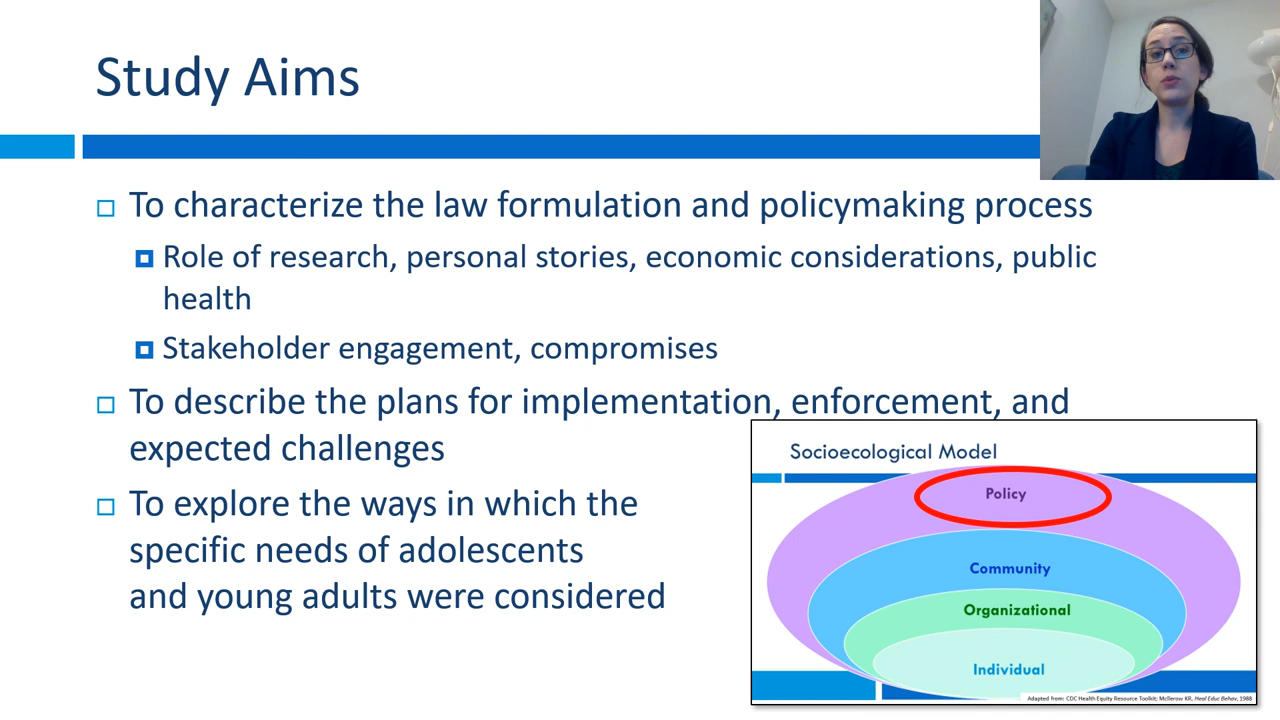 Study Aims
To characterize the law formulation and policymaking process
Role of research, personal stories, economic considerations, public
health
Stakeholder engagement, compromises
To describe the plans for implementation, enforcement, and
expected challenges
To explore the ways in which the
specific needs of adolescents
and young adults were considered
Socioecological Model
Policy
Community
Organizational
Individual
Adapted from: CDC Health Equity Resource Toolkit; McIlerow KR, Heal Educ Behav, 1988